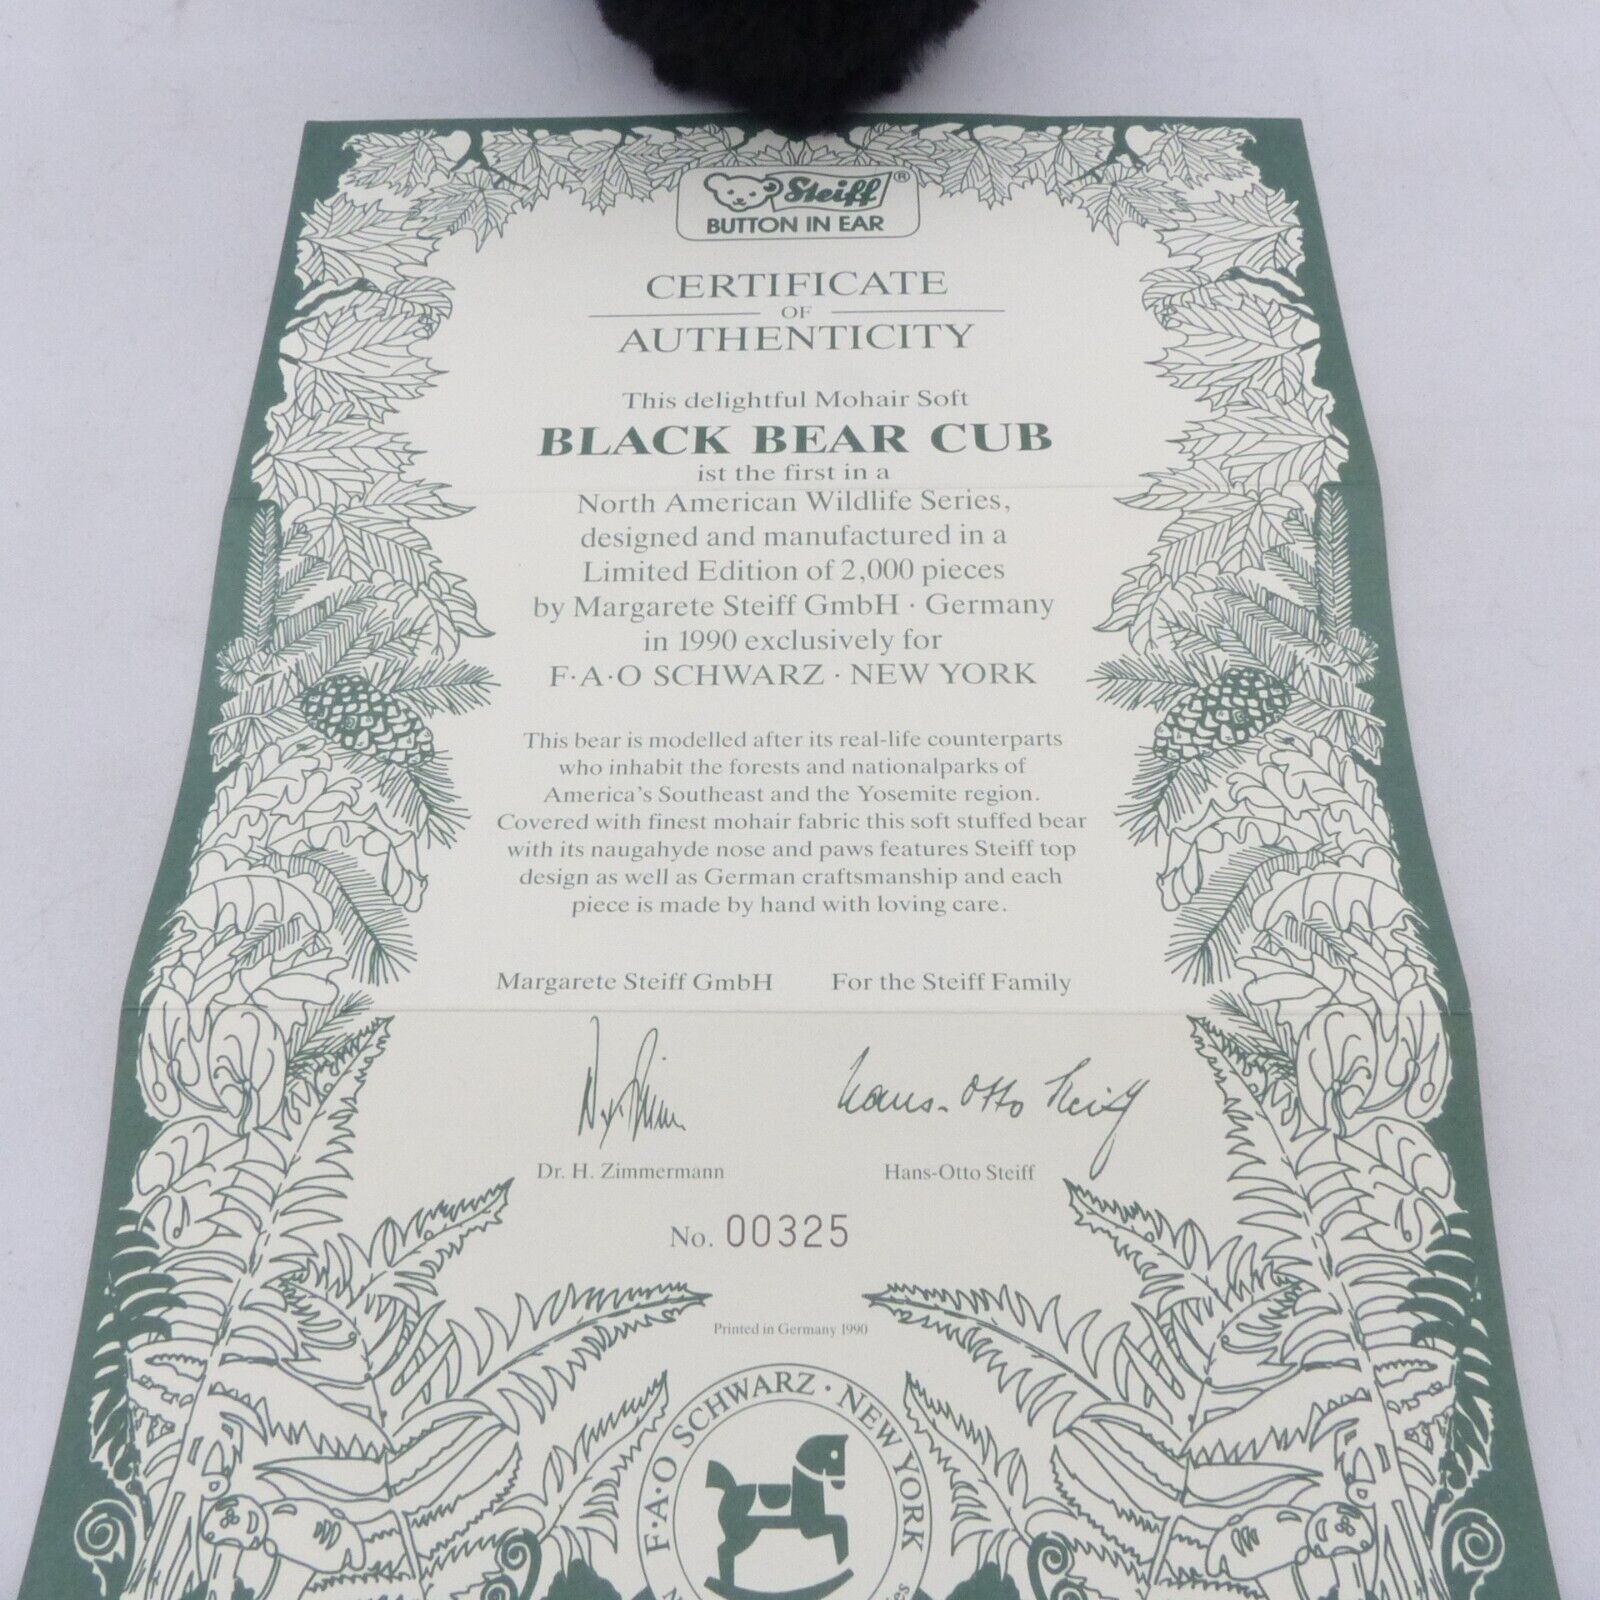 Steiff®
BUTTON IN EAR
CERTIFICATE
OF
AUTHENTICITY
This delightful Mohair Soft
BLACK BEAR CUB
ist the first in a
North American Wildlife Series,
designed and manufactured in a
Limited Edition of 2,000 pieces
by Margarete Steiff GmbH · Germany
in 1990 exclusively for
F·A·O SCHWARZ · NEW YORK
This bear is modelled after its real-life counterparts
who inhabit the forests and nationalparks of
America's Southeast and the Yosemite region.
Covered with finest mohair fabric this soft stuffed bear
with its naugahyde nose and paws features Steiff top
design as well as German craftsmanship and each
piece is made by hand with loving care.
Margarete Steiff GmbH For the Steiff Family
Hans-Otto Steiff
Dr. H. Zimmermann Hans-Otto Steiff
No. 00325
Printed in Germany 1990
F·A·O SCHWARZ · NEW YORK